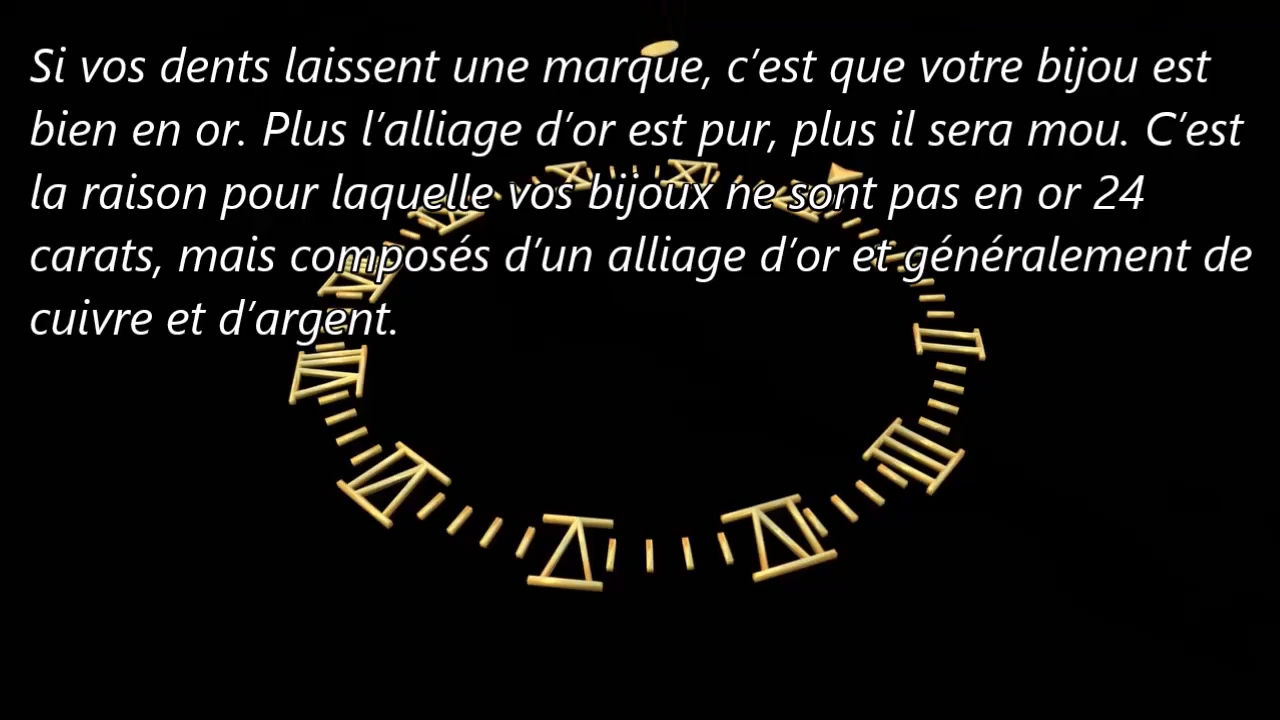 Si vos dents laissent une marque, c’est que votre bijou est
bien en or. Plus l’alliage d’or est pur, plus il sera mou. C’est
la raison pour laquelle vos bijoux ne sont pas en or 24
carats, mais composés d’un alliage d’or et généralement de
cuivre et d’argent.